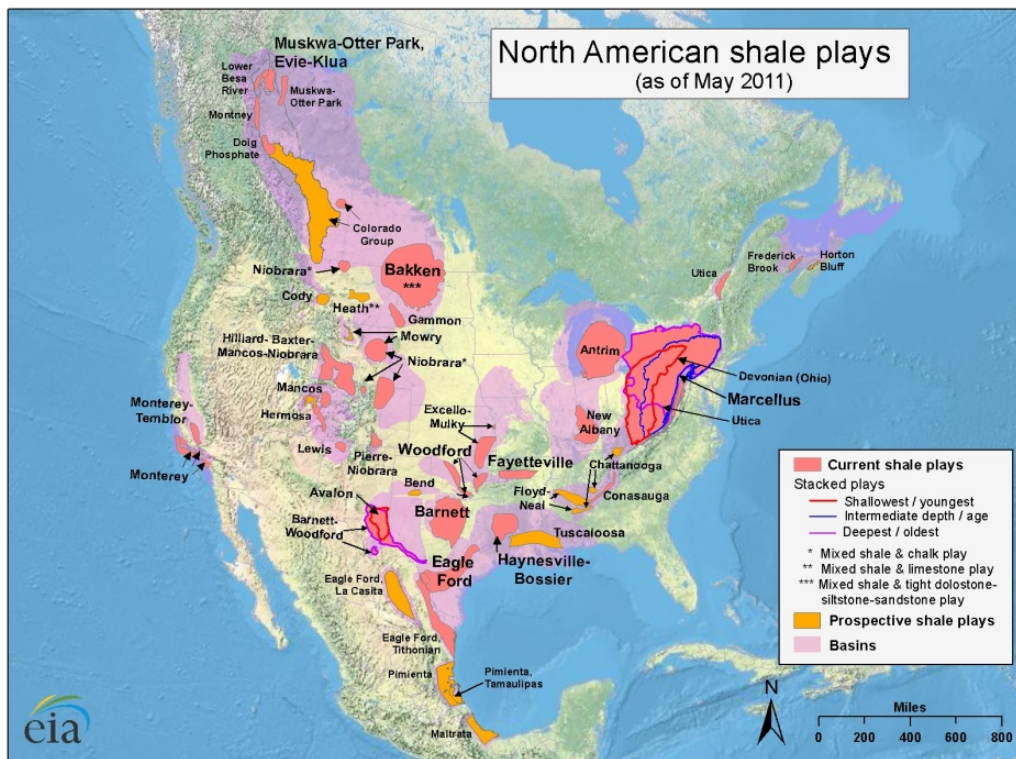 North American shale plays
(as of May 2011)
Muskwa-Otter Park,
Evie-Klua
Lower
Besa
River
Muskwa-
Otter Park
Montney
Doig
Phosphate
Colorado
Group
Niobrara*
Bakken
***
Cody
Heath**
Gammon
Mowry
Hilliard- Baxter-
Mancos-Niobrara
Niobrara*
Mancos
Hermosa
Monterey-
Temblor
Monterey
Lewis
Pierre-
Niobrara
Excello-
Mulky
Woodford
Bend
Fayetteville
Avalon
Barnett-
Woodford
Barnett
Eagle
Ford
Haynesville-
Bossier
Tuscaloosa
Floyd-
Neal
Conasauga
Chattanooga
New
Albany
Antrim
Devonian (Ohio)
Marcellus
Utica
Utica
Frederick
Brook
Horton
Bluff
Eagle Ford,
La Casita
Eagle Ford,
Tithonian
Pimienta
Pimienta,
Tamaulipas
Maltrata
Current shale plays
Stacked plays
Shallowest / youngest
Intermediate depth / age
Deepest / oldest
* Mixed shale & chalk play
** Mixed shale & limestone play
*** Mixed shale & tight dolostone-
siltstone-sandstone play
Prospective shale plays
Basins
N
Miles
0 200 400 600 800
eia